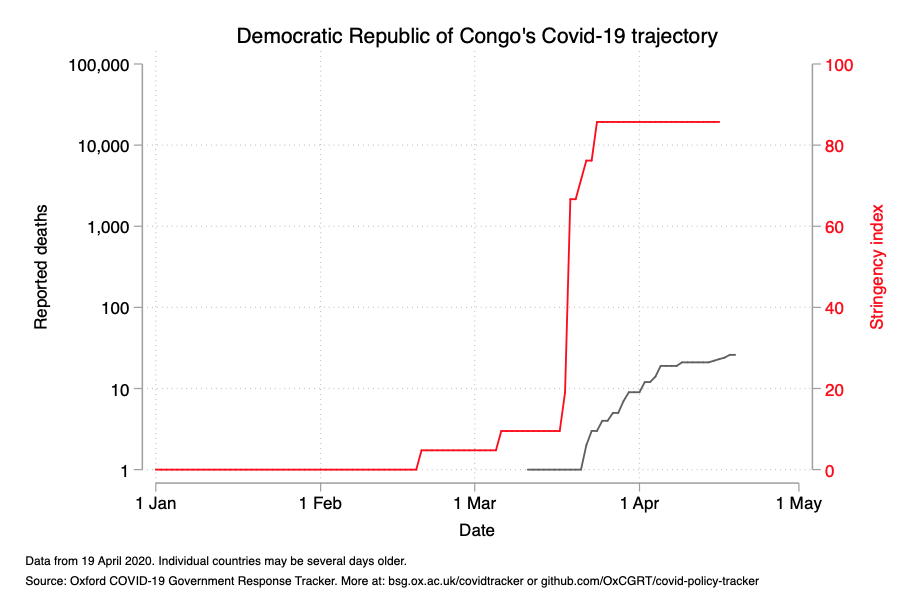 Democratic Republic of Congo's Covid-19 trajectory
100,000
10,000
1,000
100
10
1
Reported deaths
100
80
60
40
20
0
Stringency index
1 Jan
1 Feb
1 Mar
1 Apr
1 May
Date
Data from 19 April 2020. Individual countries may be several days older.
Source: Oxford COVID-19 Government Response Tracker. More at: bsg.ox.ac.uk/covidtracker or github.com/OxCGRT/covid-policy-tracker